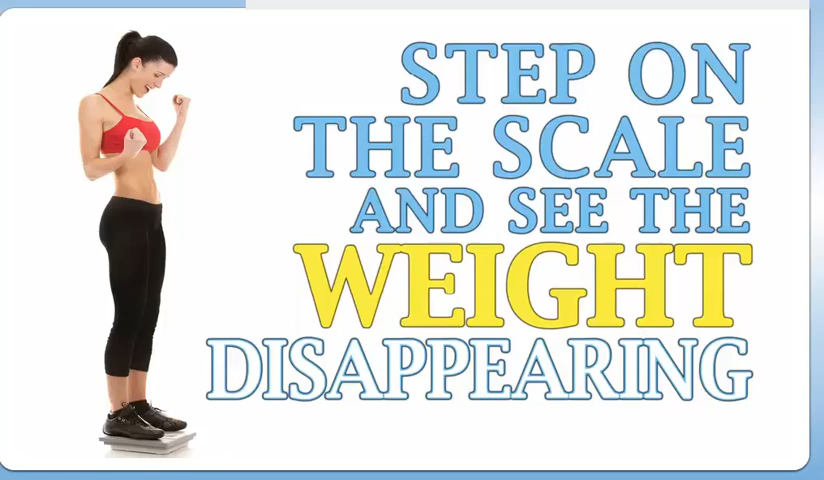 STEP ON
THE SCALE
AND SEE THE
WEIGHT
DISAPPEARING